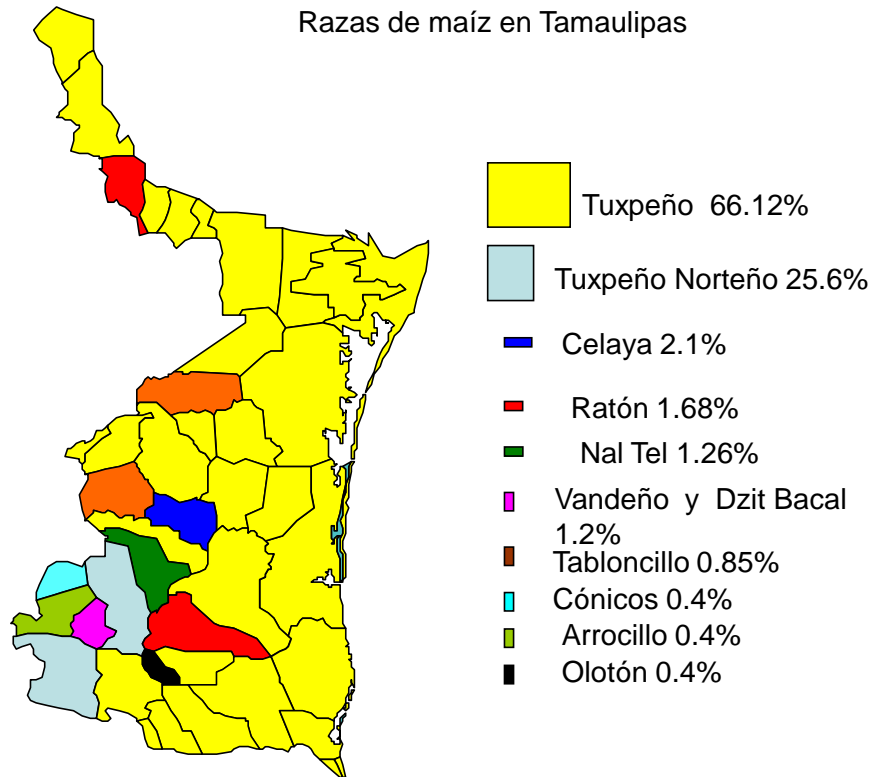 Razas de maíz en Tamaulipas
Tuxpeño 66.12%
Tuxpeño Norteño 25.6%
Celaya 2.1%
Ratón 1.68%
Nal Tel 1.26%
Vandeño y Dzit Bacal
1.2%
Tabloncillo 0.85%
Cónicos 0.4%
Arrocillo 0.4%
Olotón 0.4%